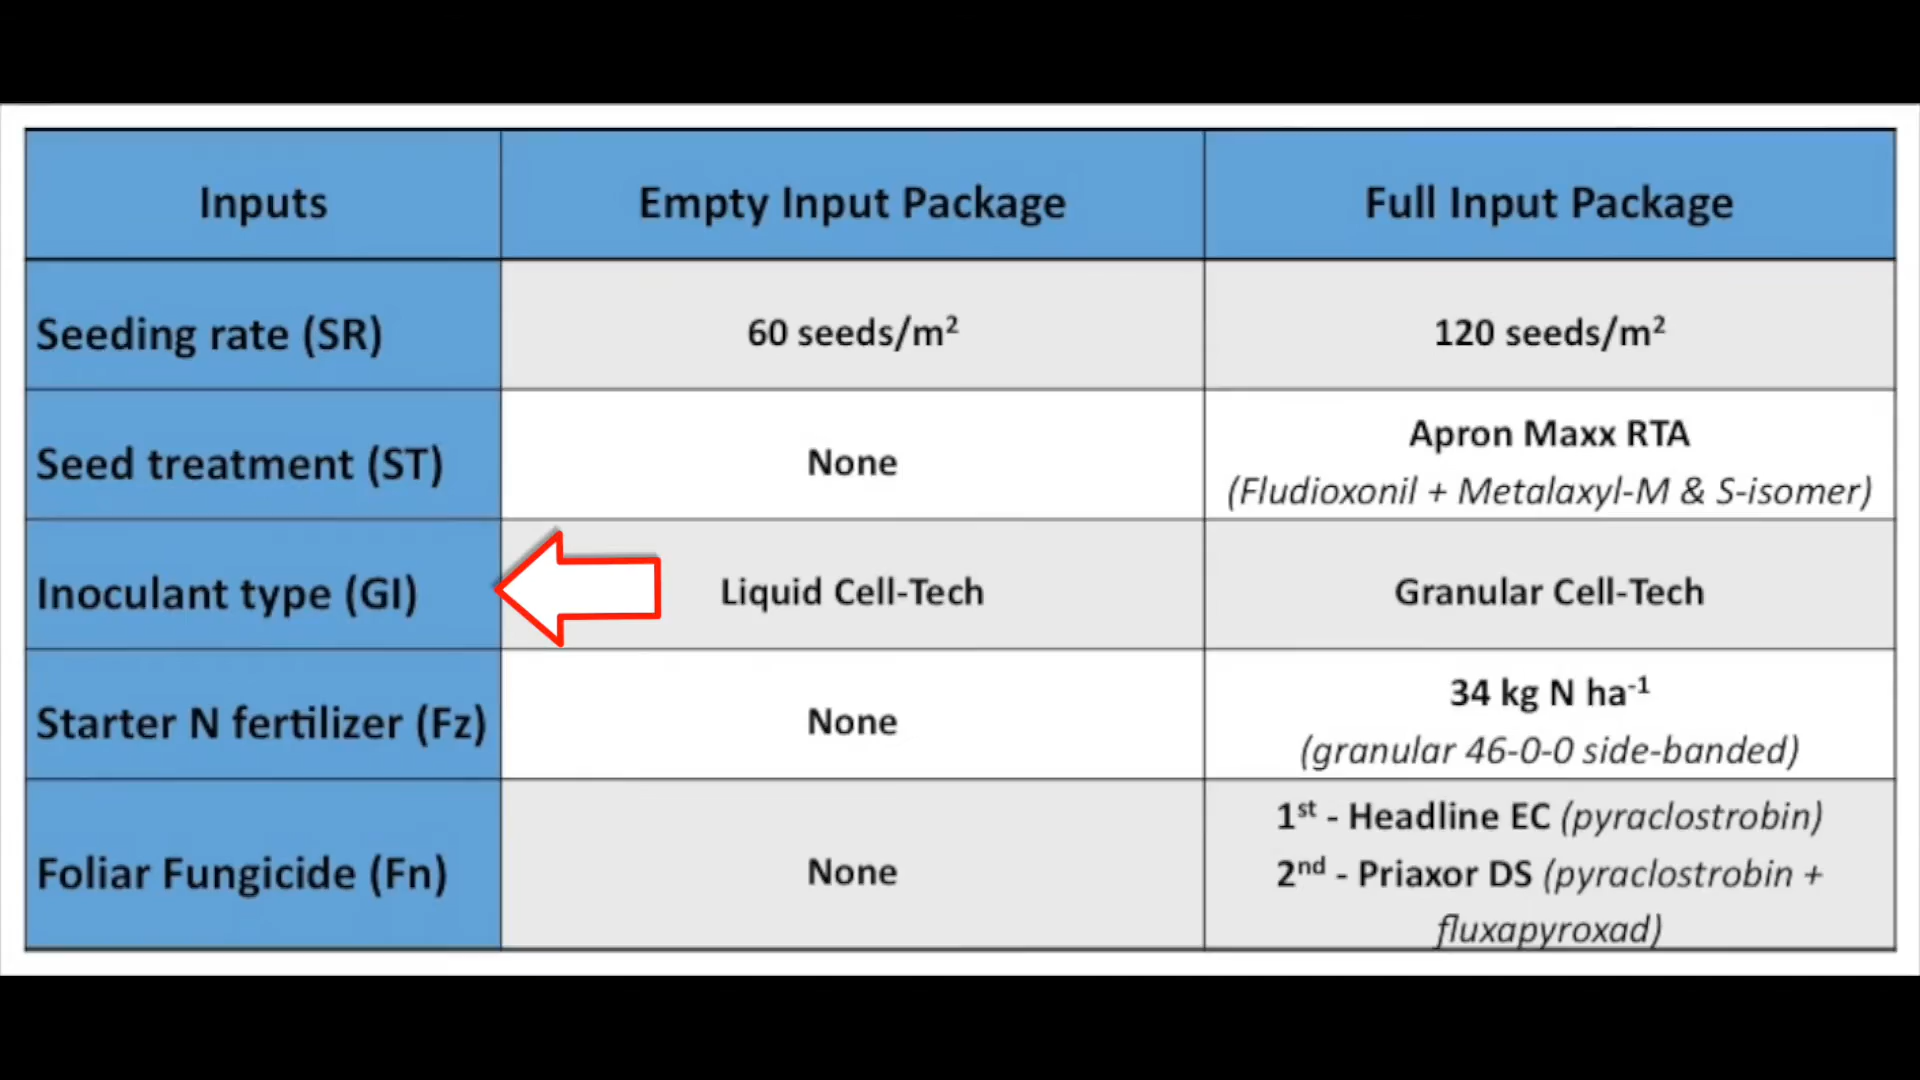 Inputs
Empty Input Package
Full Input Package
Seeding rate (SR)
60 seeds/m²
120 seeds/m²
Seed treatment (ST)
None
Apron Maxx RTA
(Fludioxonil + Metalaxyl-M & S-isomer)
Inoculant type (GI)
Liquid Cell-Tech
Granular Cell-Tech
Starter N fertilizer (Fz)
None
34 kg N ha⁻¹
(granular 46-0-0 side-banded)
Foliar Fungicide (Fn)
None
1ˢᵗ - Headline EC (pyraclostrobin)
2ⁿᵈ - Priaxor DS (pyraclostrobin +
fluxapyroxad)